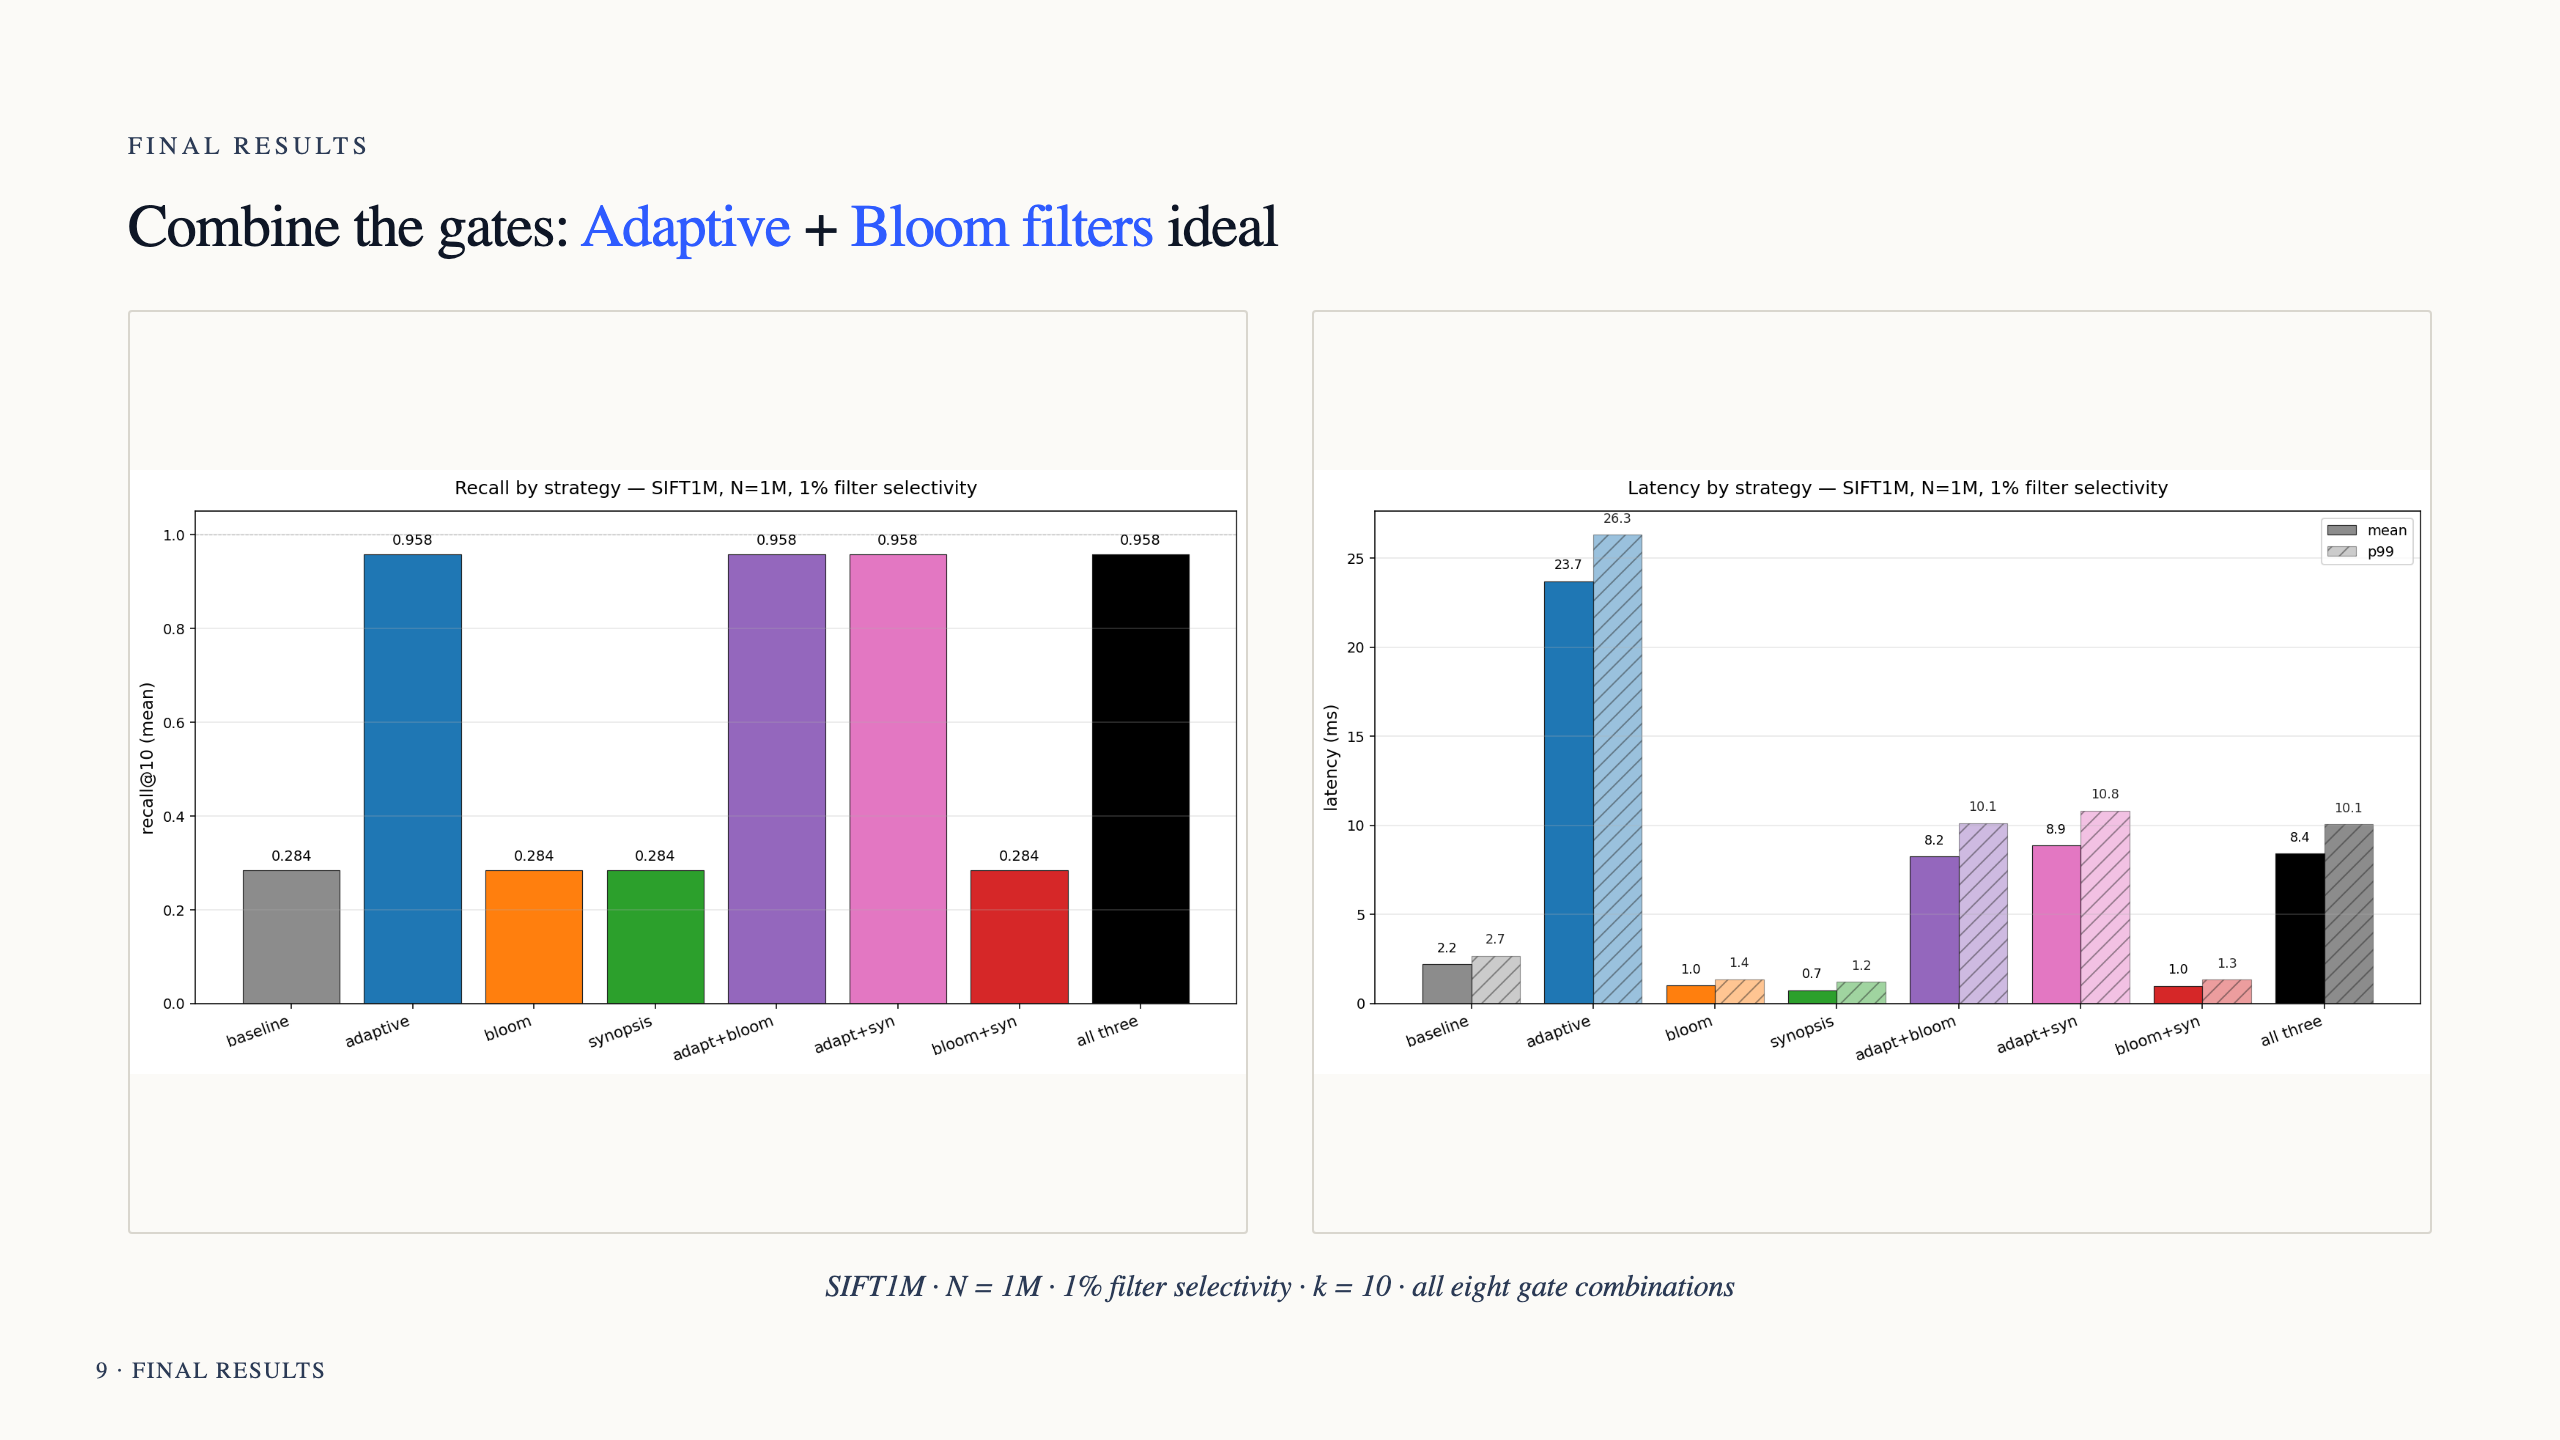 FINAL RESULTS
Combine the gates: Adaptive + Bloom filters ideal
Recall by strategy — SIFT1M, N=1M, 1% filter selectivity
recall@10 (mean)
1.0
0.8
0.6
0.4
0.2
0.0
0.284
0.958
0.284
0.284
0.958
0.958
0.284
0.958
baseline
adaptive
bloom
synopsis
adapt+bloom
adapt+syn
bloom+syn
all three
Latency by strategy — SIFT1M, N=1M, 1% filter selectivity
latency (ms)
25
20
15
10
5
0
mean
p99
2.2
2.7
23.7
26.3
1.0
1.4
0.7
1.2
8.2
10.1
8.9
10.8
1.0
1.3
8.4
10.1
baseline
adaptive
bloom
synopsis
adapt+bloom
adapt+syn
bloom+syn
all three
SIFT1M · N = 1M · 1% filter selectivity · k = 10 · all eight gate combinations
9 · FINAL RESULTS